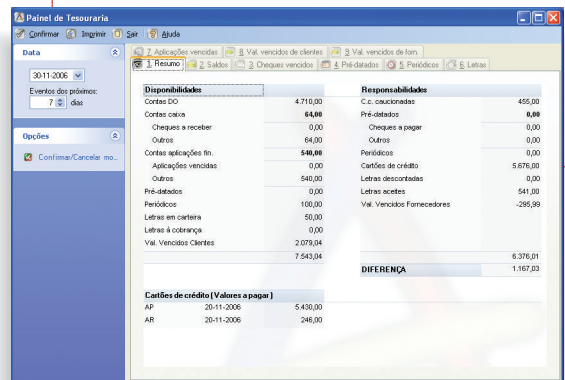 Painel de Tesouraria
Confirmar Imprimir Sair Ajuda
Data
30-11-2006
Eventos dos próximos:
7 dias
Opções
Confirmar/Cancelar mo...
7. Aplicações vencidas 8. Val. vencidos de clientes 9. Val. vencidos de forn.
1. Resumo 2. Saldos 3. Cheques vencidos 4. Pré-datados 5. Periódicos 6. Letras
Disponibilidades Responsabilidades
Contas DO 4.710,00 C.c. caucionadas 455,00
Contas caixa 64,00 Pré-datados 0,00
Cheques a receber 0,00 Cheques a pagar 0,00
Outros 64,00 Outros 0,00
Contas aplicações fin. 540,00 Periódicos 0,00
Aplicações vencidas 0,00 Cartões de crédito 5.676,00
Outros 540,00 Letras descontadas 0,00
Pré-datados 0,00 Letras aceites 541,00
Periódicos 100,00 Val. Vencidos Fornecedores -295,99
Letras em carteira 50,00
Letras á cobrança 0,00
Val. Vencidos Clientes 2.079,04
7.543,04 6.376,01
DIFERENÇA 1.167,03
Cartões de crédito ( Valores a pagar )
AP 20-11-2006 5.430,00
AR 20-11-2006 246,00